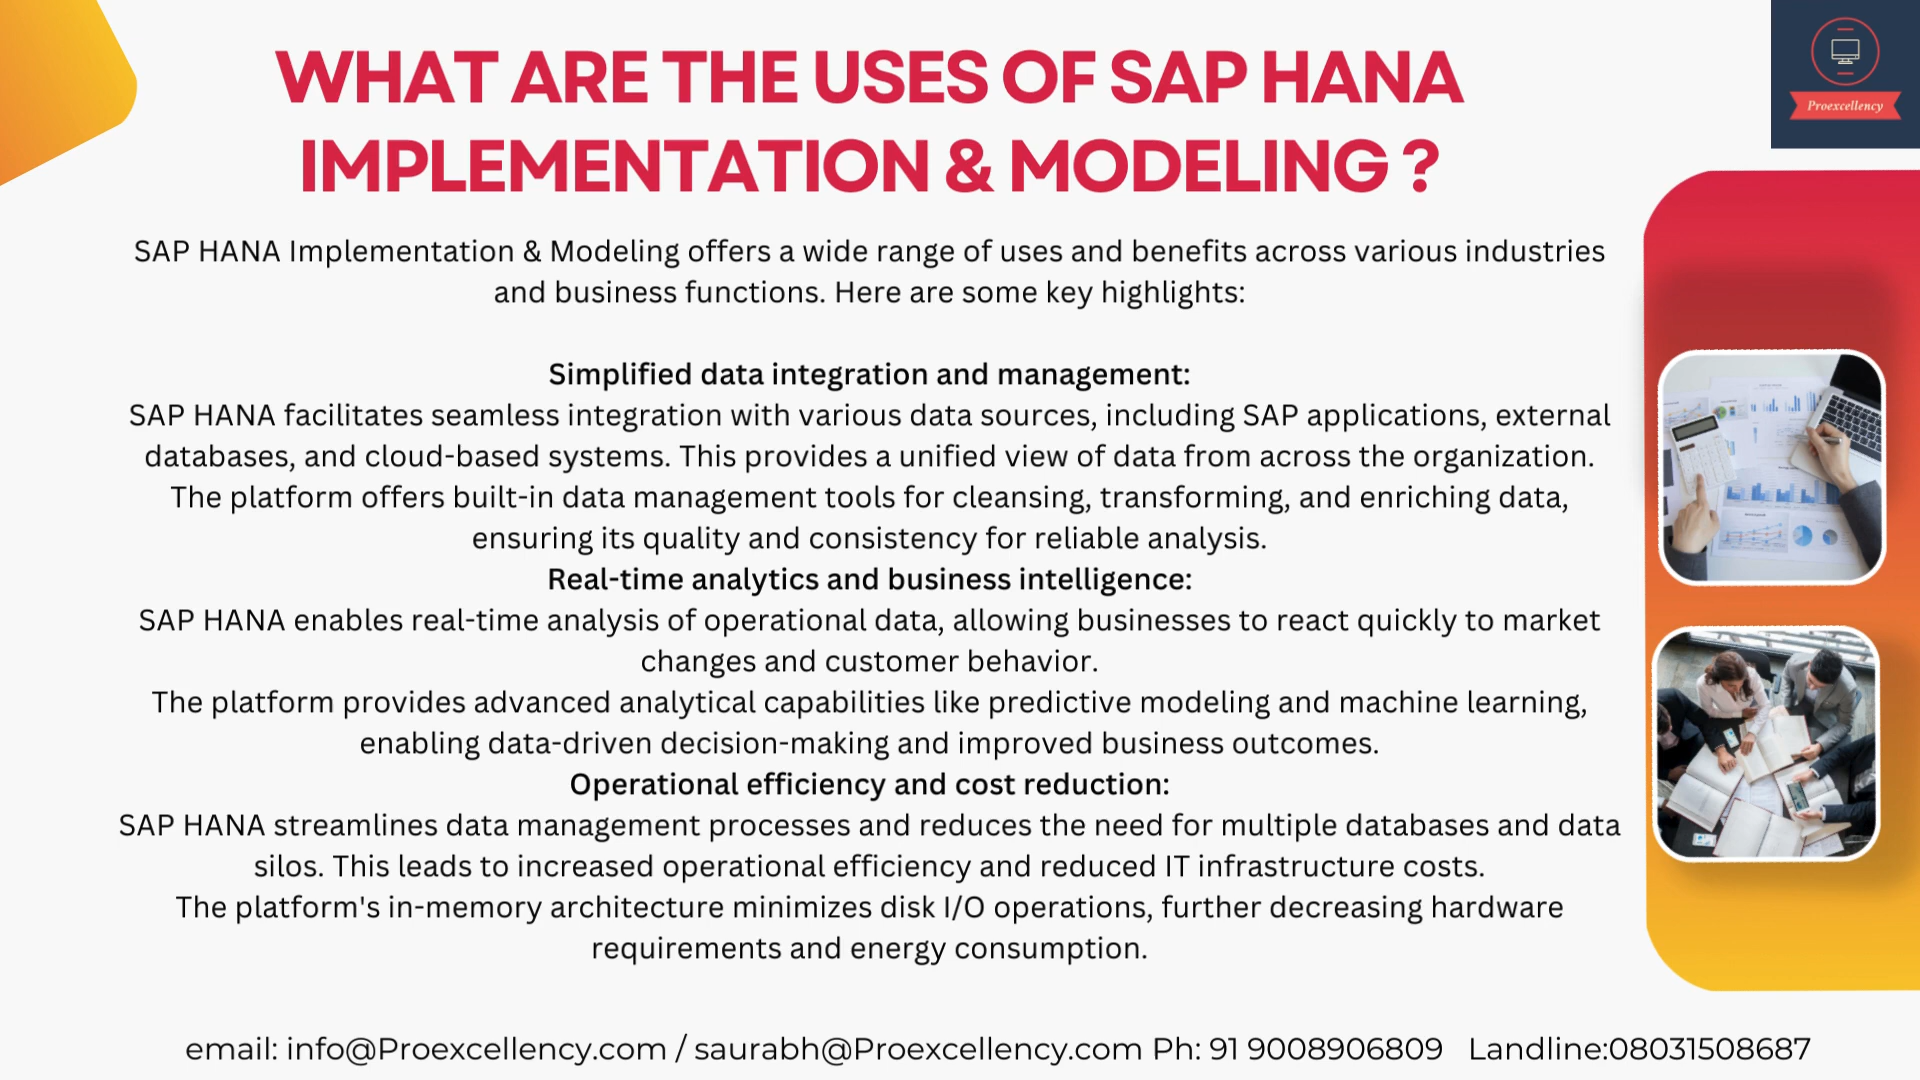 WHAT ARE THE USES OF SAP HANA
IMPLEMENTATION & MODELING ?
Proexcellency
SAP HANA Implementation & Modeling offers a wide range of uses and benefits across various industries
and business functions. Here are some key highlights:
Simplified data integration and management:
SAP HANA facilitates seamless integration with various data sources, including SAP applications, external
databases, and cloud-based systems. This provides a unified view of data from across the organization.
The platform offers built-in data management tools for cleansing, transforming, and enriching data,
ensuring its quality and consistency for reliable analysis.
Real-time analytics and business intelligence:
SAP HANA enables real-time analysis of operational data, allowing businesses to react quickly to market
changes and customer behavior.
The platform provides advanced analytical capabilities like predictive modeling and machine learning,
enabling data-driven decision-making and improved business outcomes.
Operational efficiency and cost reduction:
SAP HANA streamlines data management processes and reduces the need for multiple databases and data
silos. This leads to increased operational efficiency and reduced IT infrastructure costs.
The platform's in-memory architecture minimizes disk I/O operations, further decreasing hardware
requirements and energy consumption.
email: info@Proexcellency.com / saurabh@Proexcellency.com Ph: 91 9008906809 Landline:08031508687